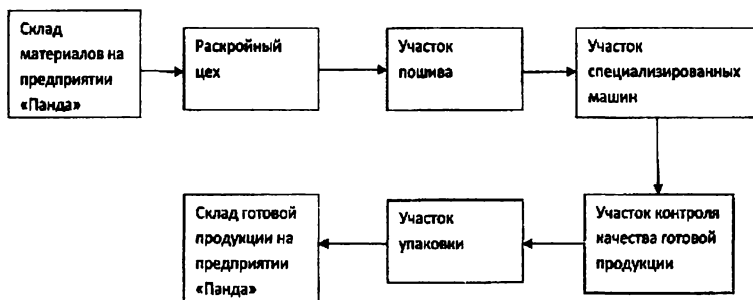 Склад
материалов на
предприятии
«Панда»
Раскройный
цех
Участок
пошива
Участок
специализированных
машин
Участок контроля
качества готовой
продукции
Участок
упаковки
Склад готовой
продукции на
предприятии
«Панда»